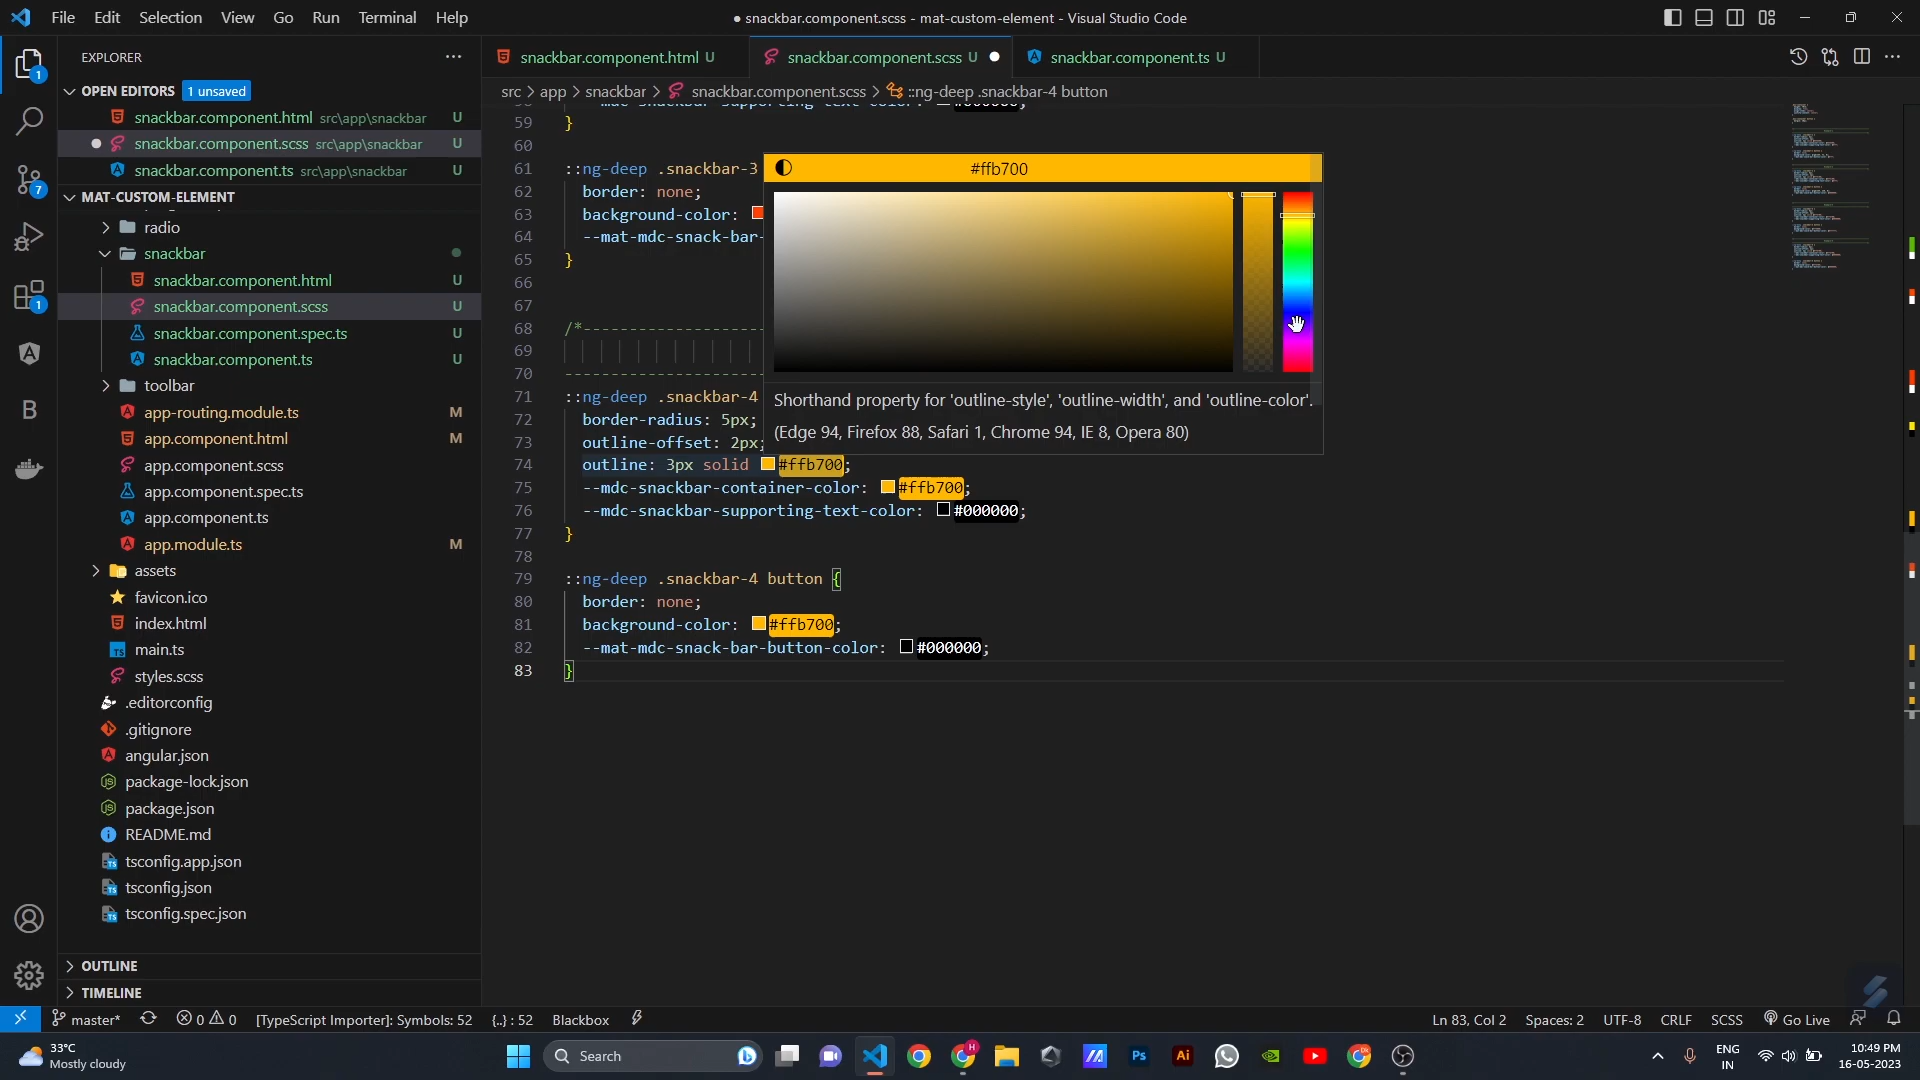 File Edit Selection View Go Run Terminal Help
● snackbar.component.scss - mat-custom-element - Visual Studio Code
EXPLORER
OPEN EDITORS 1 unsaved
snackbar.component.html src\app\snackbar U
snackbar.component.scss src\app\snackbar U
snackbar.component.ts src\app\snackbar U
MAT-CUSTOM-ELEMENT
radio
snackbar
snackbar.component.html U
snackbar.component.scss U
snackbar.component.spec.ts U
snackbar.component.ts U
toolbar
app-routing.module.ts M
app.component.html M
app.component.scss
app.component.spec.ts
app.component.ts
app.module.ts M
assets
favicon.ico
index.html
main.ts
styles.scss
.editorconfig
.gitignore
angular.json
package-lock.json
package.json
README.md
tsconfig.app.json
tsconfig.json
tsconfig.spec.json
OUTLINE
TIMELINE
snackbar.component.html U
snackbar.component.scss U
snackbar.component.ts U
src > app > snackbar > snackbar.component.scss > ::ng-deep .snackbar-4 button
59 }
60
61 ::ng-deep .snackbar-3
62 border: none;
63 background-color:
64 --mat-mdc-snack-bar-
65 }
66
67
68 /*-----------------------
69
70 -----------------------
71 ::ng-deep .snackbar-4
72 border-radius: 5px;
73 outline-offset: 2px;
74 outline: 3px solid #ffb700;
75 --mdc-snackbar-container-color: #ffb700;
76 --mdc-snackbar-supporting-text-color: #000000;
77 }
78
79 ::ng-deep .snackbar-4 button {
80 border: none;
81 background-color: #ffb700;
82 --mat-mdc-snack-bar-button-color: #000000;
83 }
#ffb700
Shorthand property for 'outline-style', 'outline-width', and 'outline-color'.
(Edge 94, Firefox 88, Safari 1, Chrome 94, IE 8, Opera 80)
master* 0 0 [TypeScript Importer]: Symbols: 52 {..} : 52 Blackbox
Ln 83, Col 2 Spaces: 2 UTF-8 CRLF SCSS Go Live
33°C
Mostly cloudy
Search
ENG
IN
10:49 PM
16-05-2023